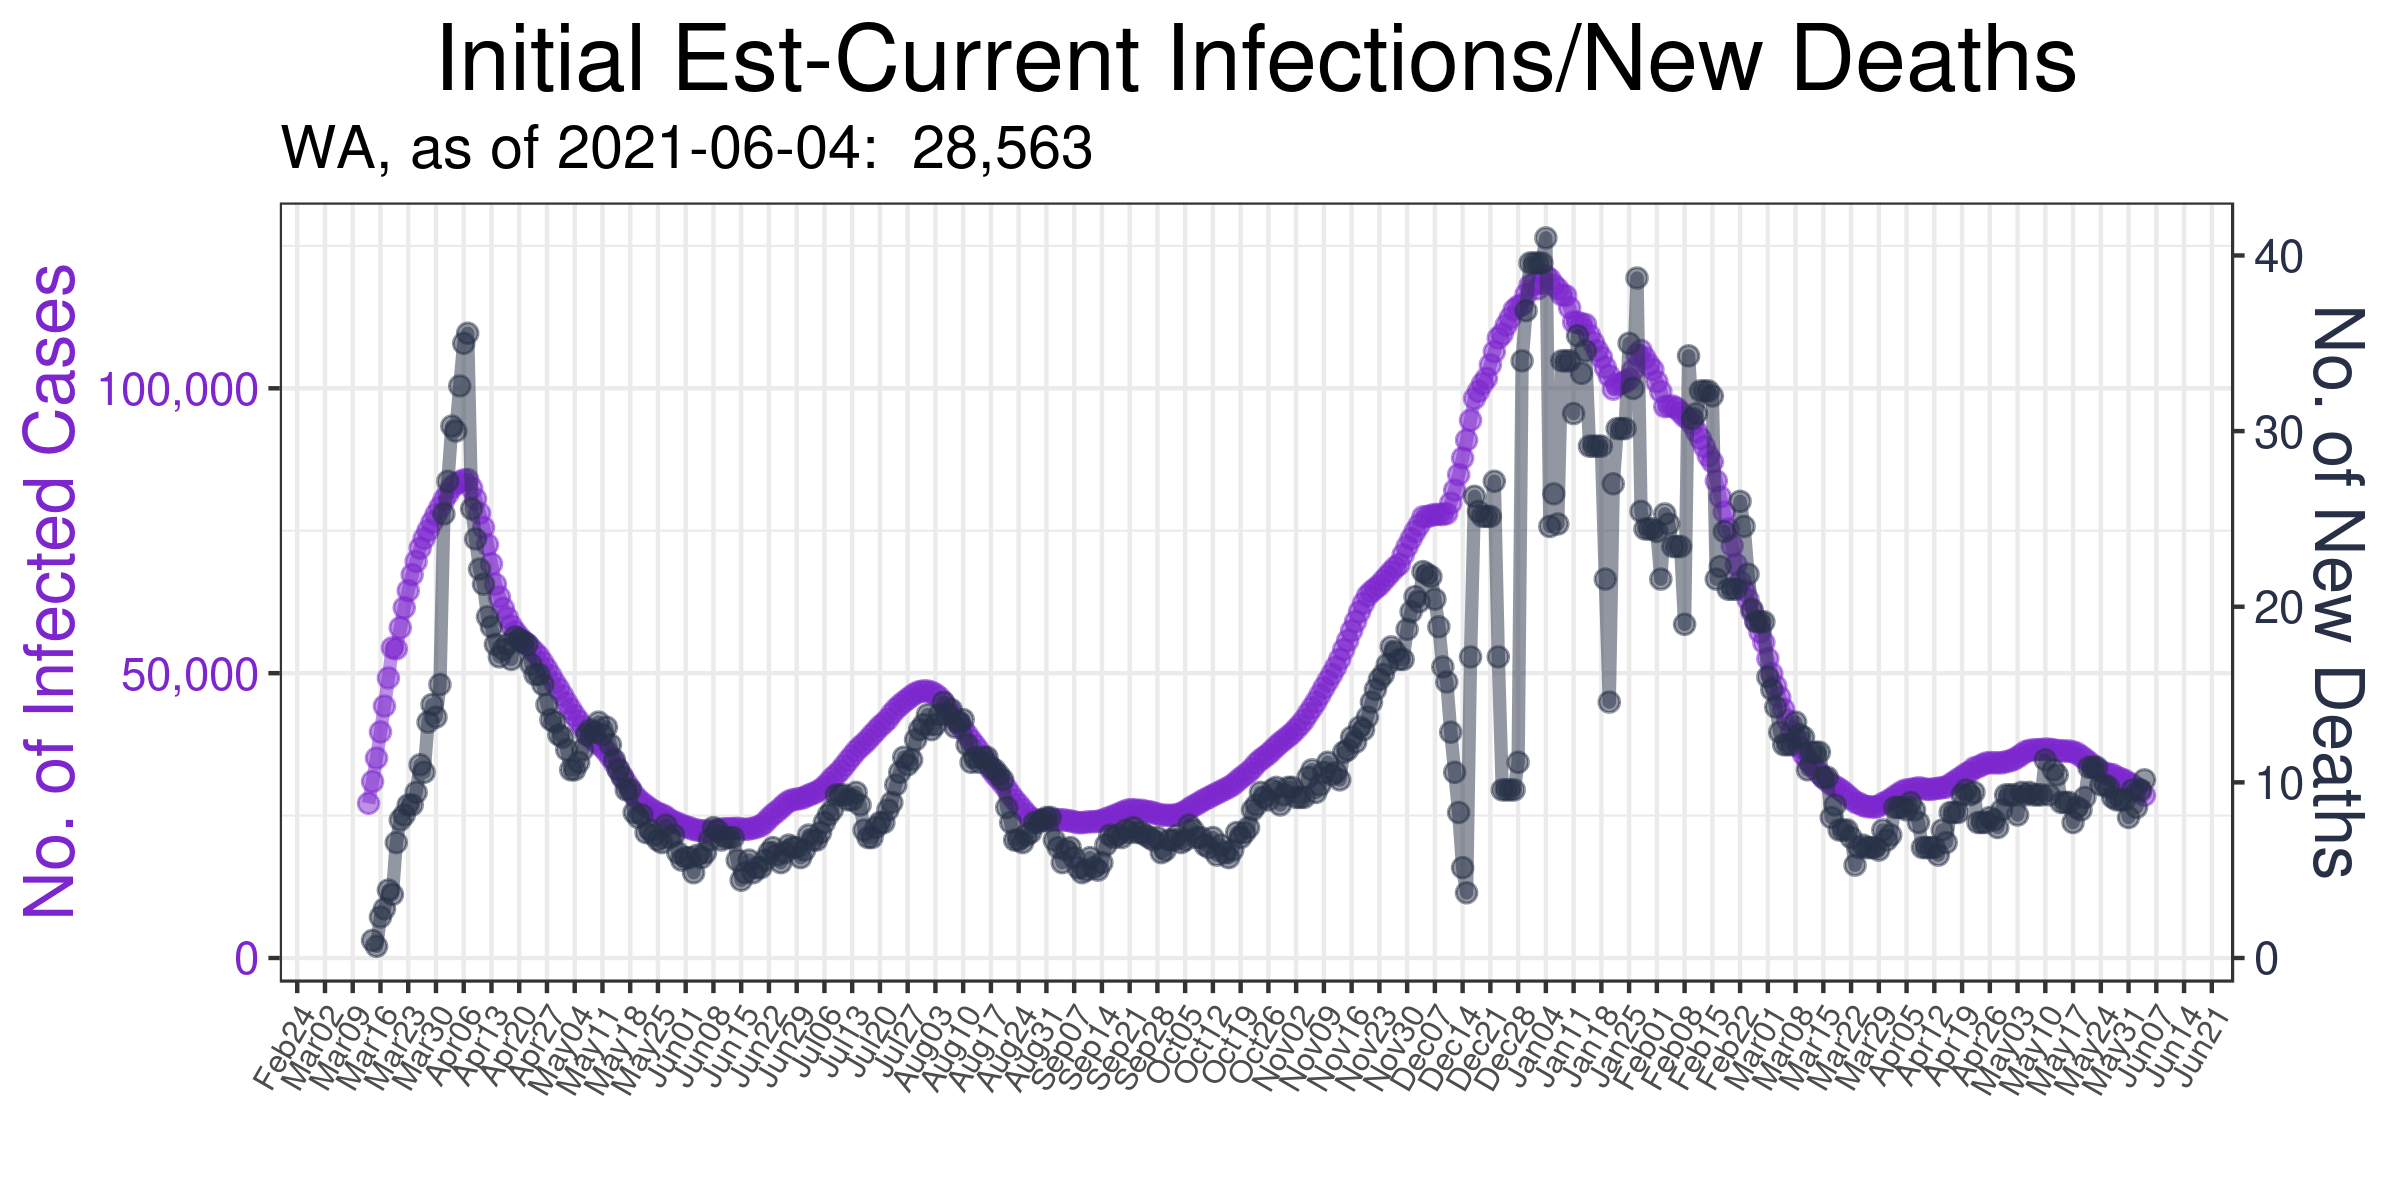 Initial Est-Current Infections/New Deaths
WA, as of 2021-06-04:  28,563
No. of Infected Cases
100,000
50,000
0
40
30
20
10
0
No. of New Deaths
Feb24
Mar02
Mar09
Mar16
Mar23
Mar30
Apr06
Apr13
Apr20
Apr27
May04
May11
May18
May25
Jun01
Jun08
Jun15
Jun22
Jun29
Jul06
Jul13
Jul20
Jul27
Aug03
Aug10
Aug17
Aug24
Aug31
Sep07
Sep14
Sep21
Sep28
Oct05
Oct12
Oct19
Oct26
Nov02
Nov09
Nov16
Nov23
Nov30
Dec07
Dec14
Dec21
Dec28
Jan04
Jan11
Jan18
Jan25
Feb01
Feb08
Feb15
Feb22
Mar01
Mar08
Mar15
Mar22
Mar29
Apr05
Apr12
Apr19
Apr26
May03
May10
May17
May24
May31
Jun07
Jun14
Jun21